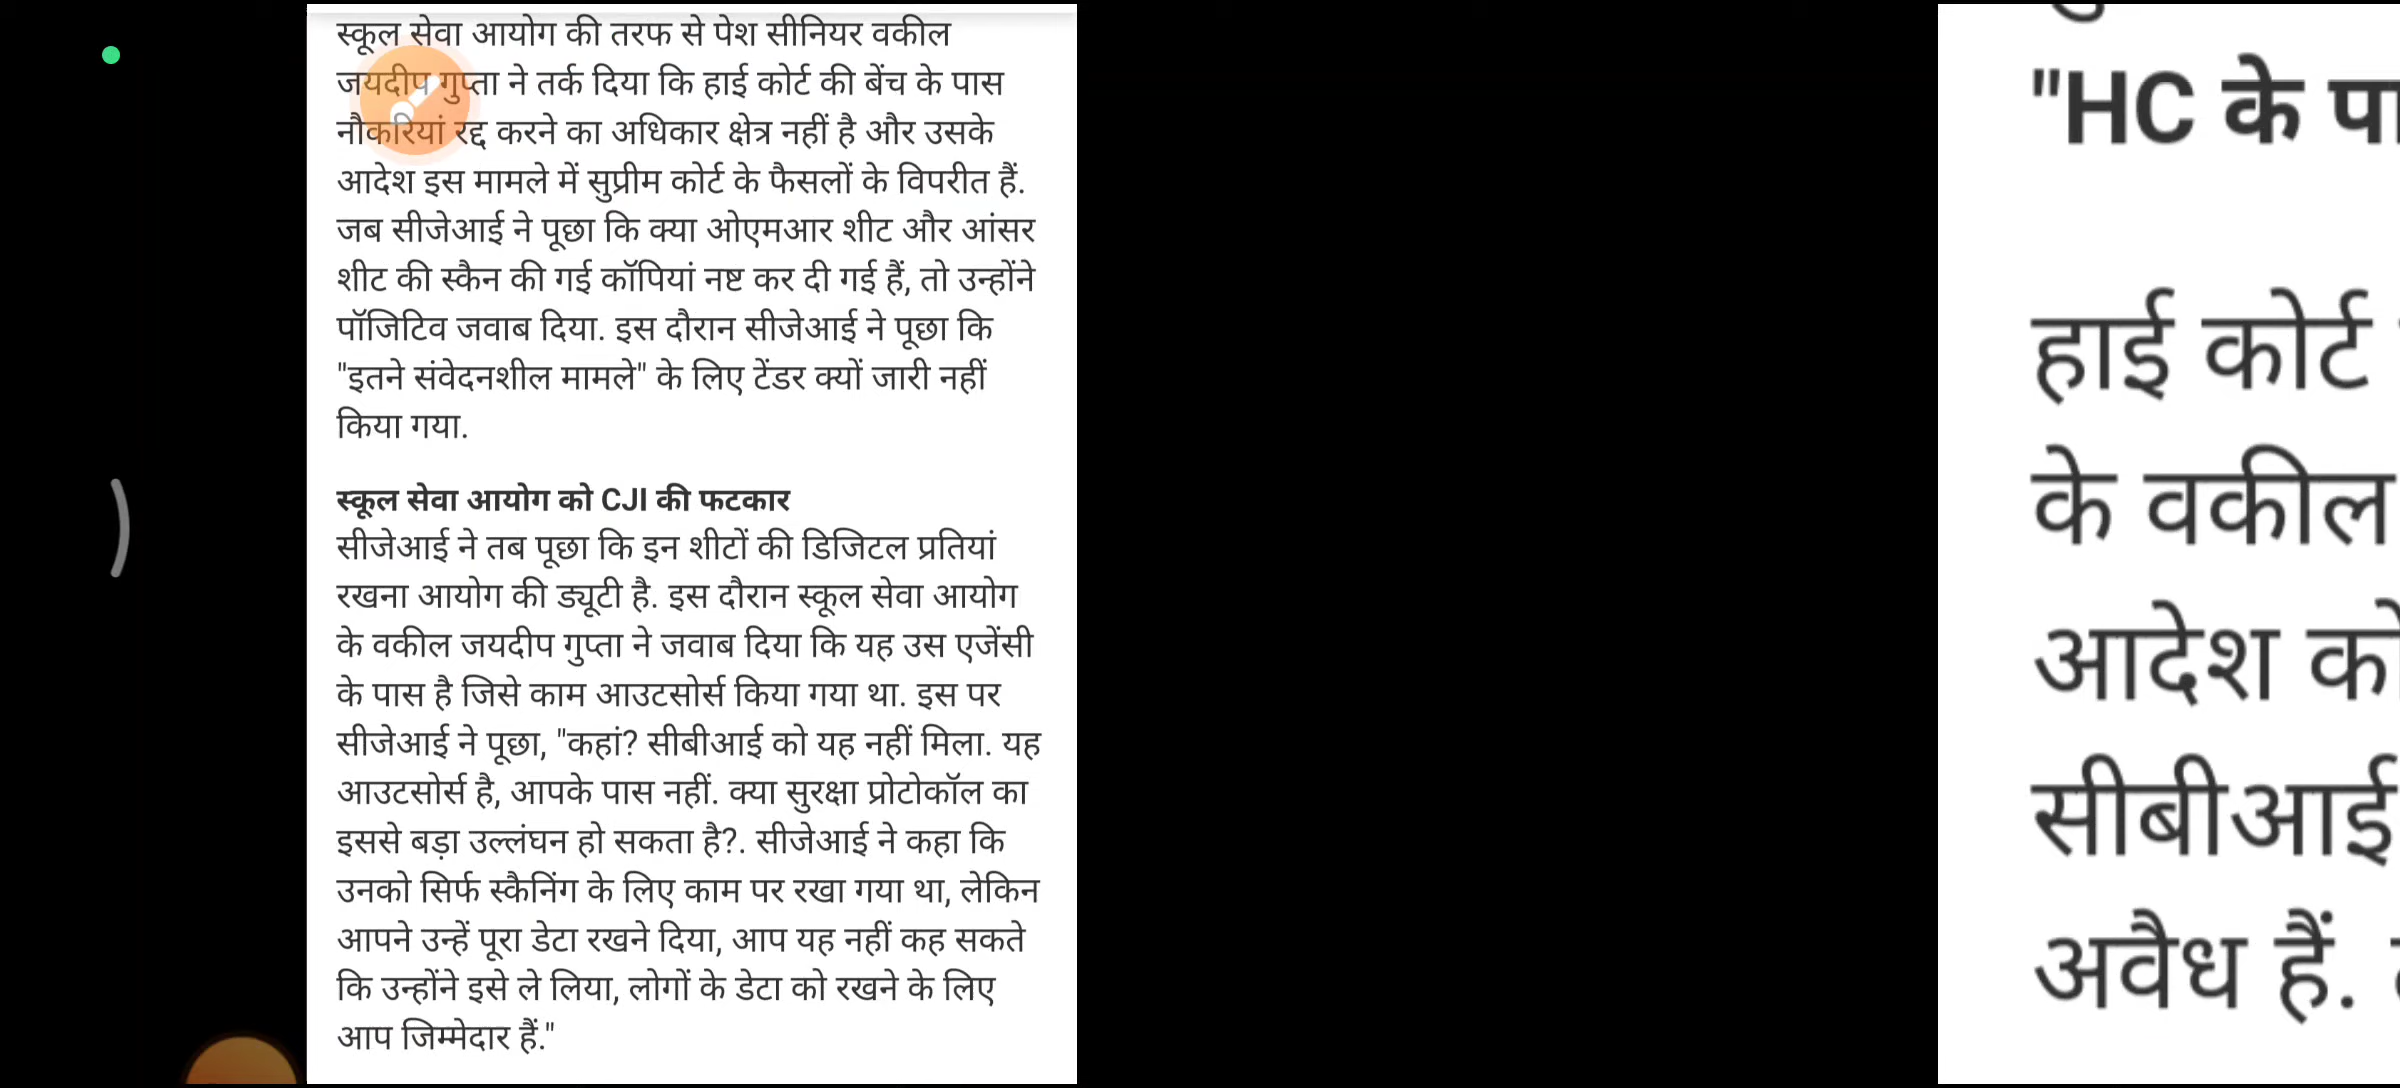 स्कूल सेवा आयोग की तरफ से पेश सीनियर वकील
जयदीप गुप्ता ने तर्क दिया कि हाई कोर्ट की बेंच के पास
नौकरियां रद्द करने का अधिकार क्षेत्र नहीं है और उसके
आदेश इस मामले में सुप्रीम कोर्ट के फैसलों के विपरीत हैं.
जब सीजेआई ने पूछा कि क्या ओएमआर शीट और आंसर
शीट की स्कैन की गई कॉपियां नष्ट कर दी गई हैं, तो उन्होंने
पॉजिटिव जवाब दिया. इस दौरान सीजेआई ने पूछा कि
"इतने संवेदनशील मामले" के लिए टेंडर क्यों जारी नहीं
किया गया.
स्कूल सेवा आयोग को CJI की फटकार
सीजेआई ने तब पूछा कि इन शीटों की डिजिटल प्रतियां
रखना आयोग की ड्यूटी है. इस दौरान स्कूल सेवा आयोग
के वकील जयदीप गुप्ता ने जवाब दिया कि यह उस एजेंसी
के पास है जिसे काम आउटसोर्स किया गया था. इस पर
सीजेआई ने पूछा, "कहां? सीबीआई को यह नहीं मिला. यह
आउटसोर्स है, आपके पास नहीं. क्या सुरक्षा प्रोटोकॉल का
इससे बड़ा उल्लंघन हो सकता है?. सीजेआई ने कहा कि
उनको सिर्फ स्कैनिंग के लिए काम पर रखा गया था, लेकिन
आपने उन्हें पूरा डेटा रखने दिया, आप यह नहीं कह सकते
कि उन्होंने इसे ले लिया, लोगों के डेटा को रखने के लिए
आप जिम्मेदार हैं."
"HC के
हाई कोर्ट
के वकील
आदेश
सीबीआई
अवैध हैं.